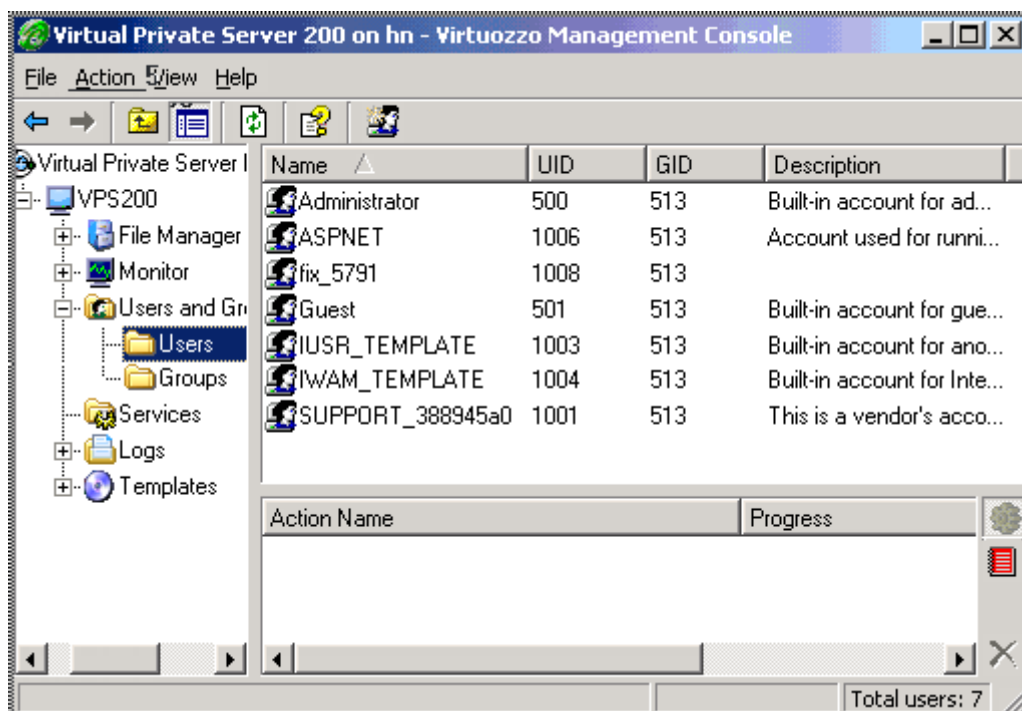 Virtual Private Server 200 on hn - Virtuozzo Management Console
File Action View Help
Virtual Private Server
VPS200
File Manager
Monitor
Users and Gr
Users
Groups
Services
Logs
Templates
Name UID GID Description
Administrator 500 513 Built-in account for ad...
ASPNET 1006 513 Account used for runni...
fix_5791 1008 513
Guest 501 513 Built-in account for gue...
IUSR_TEMPLATE 1003 513 Built-in account for ano...
IWAM_TEMPLATE 1004 513 Built-in account for Inte...
SUPPORT_388945a0 1001 513 This is a vendor's acco...
Action Name Progress
Total users: 7